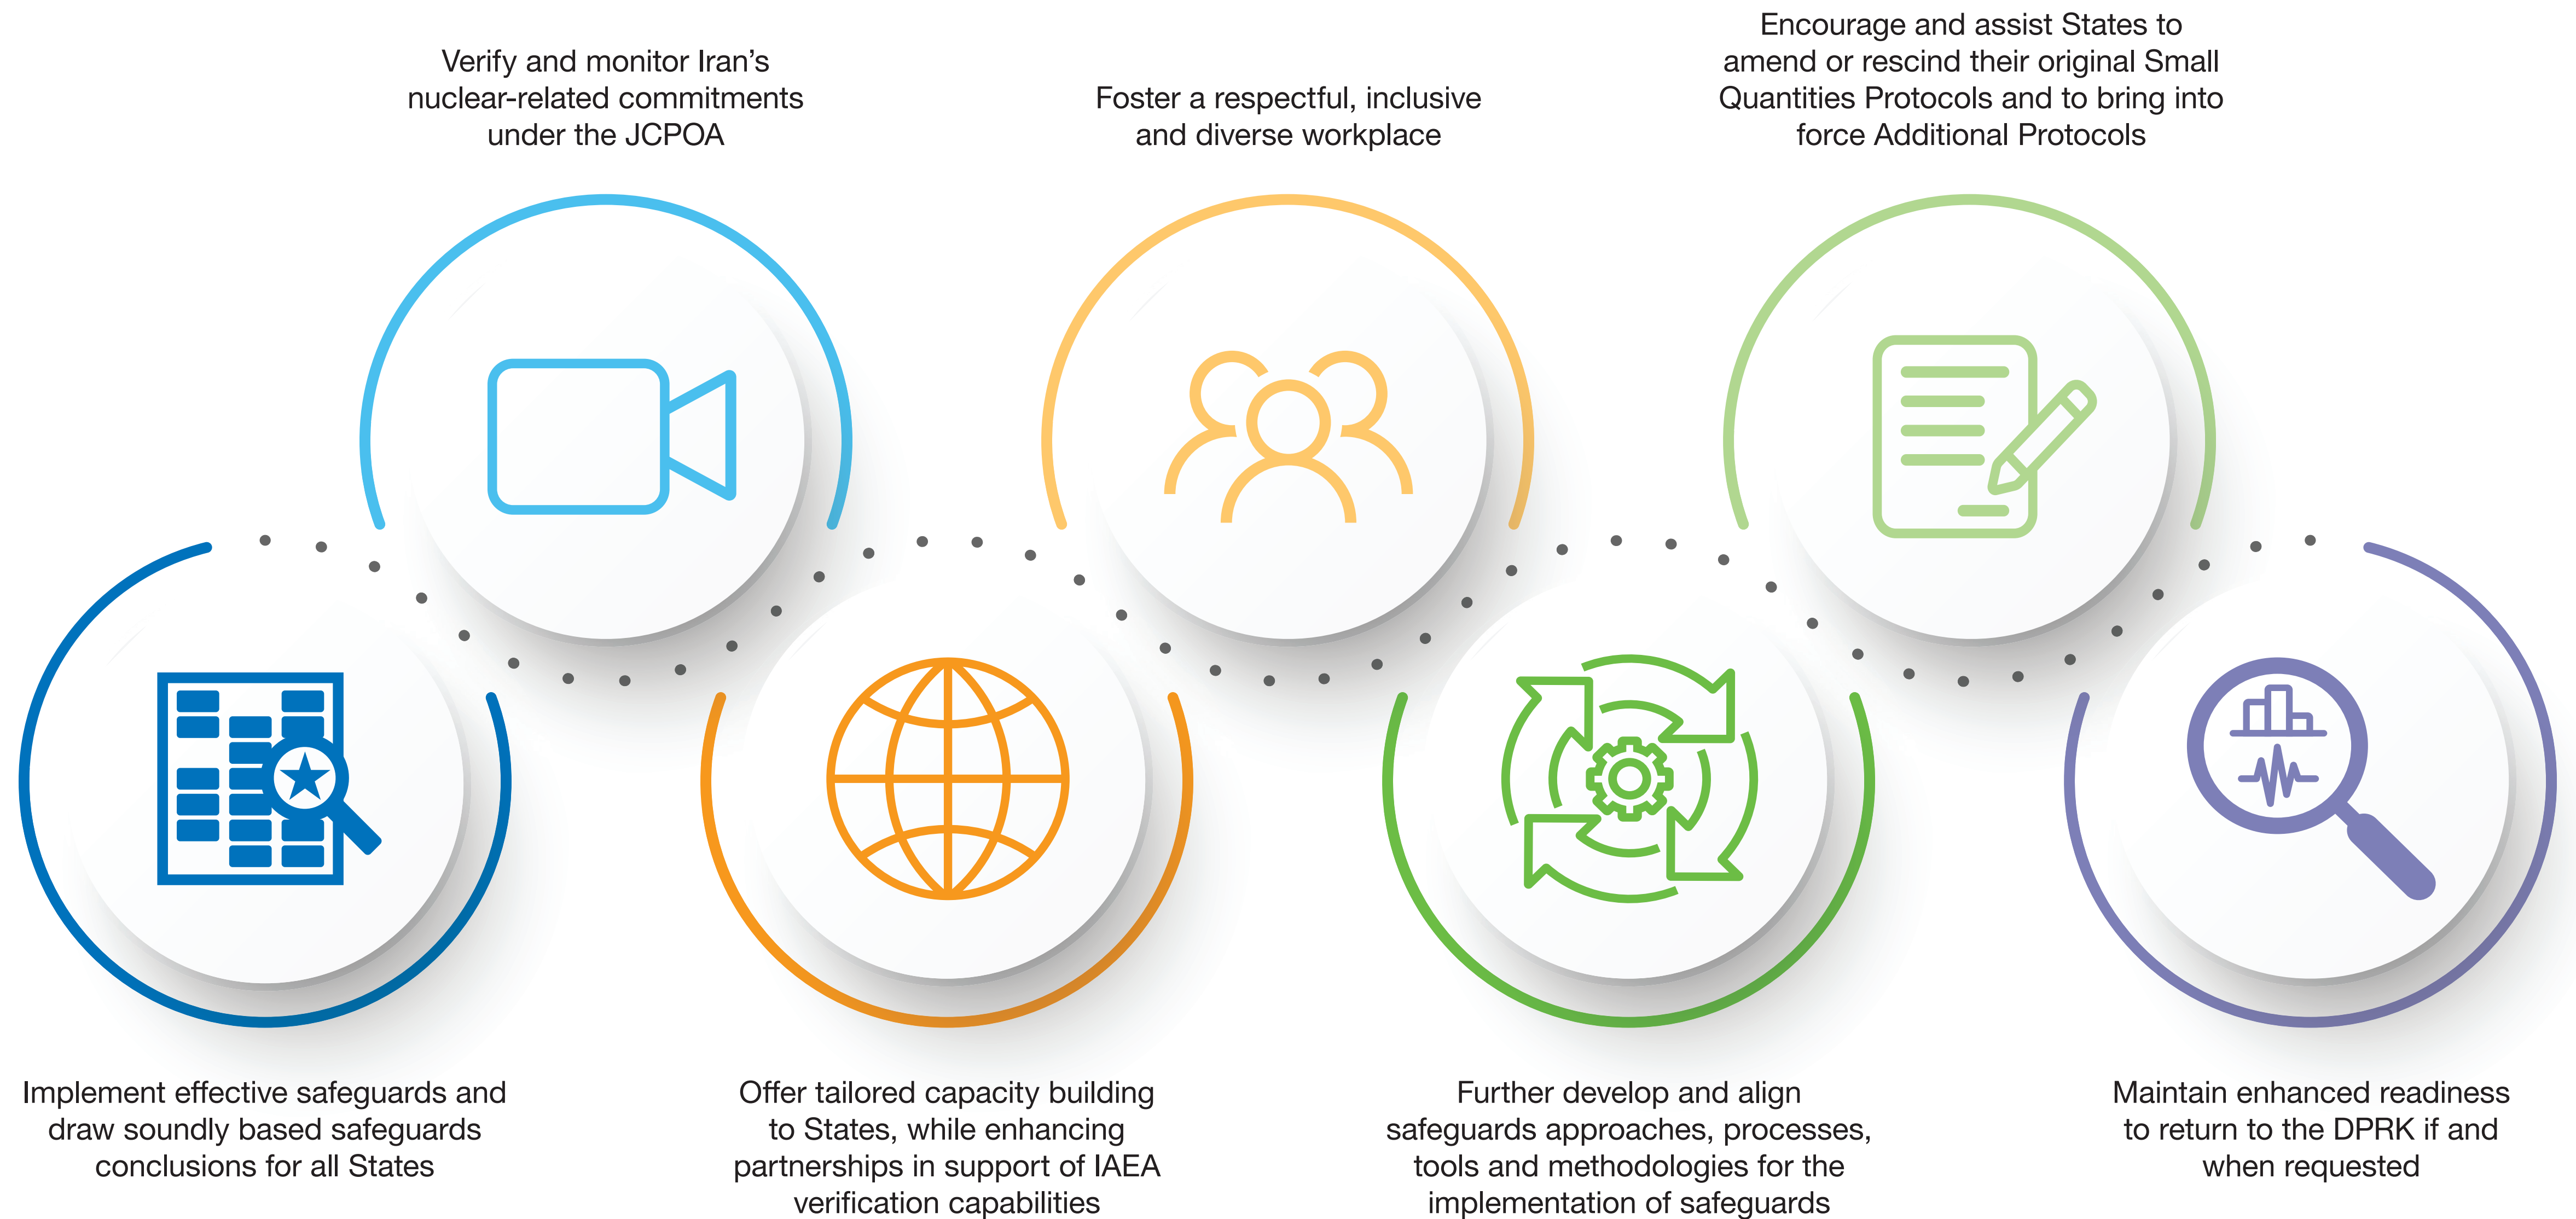 Verify and monitor Iran’s
nuclear-related commitments
under the JCPOA
Foster a respectful, inclusive
and diverse workplace
Encourage and assist States to
amend or rescind their original Small
Quantities Protocols and to bring into
force Additional Protocols
Implement effective safeguards and
draw soundly based safeguards
conclusions for all States
Offer tailored capacity building
to States, while enhancing
partnerships in support of IAEA
verification capabilities
Further develop and align
safeguards approaches, processes,
tools and methodologies for the
implementation of safeguards
Maintain enhanced readiness
to return to the DPRK if and
when requested